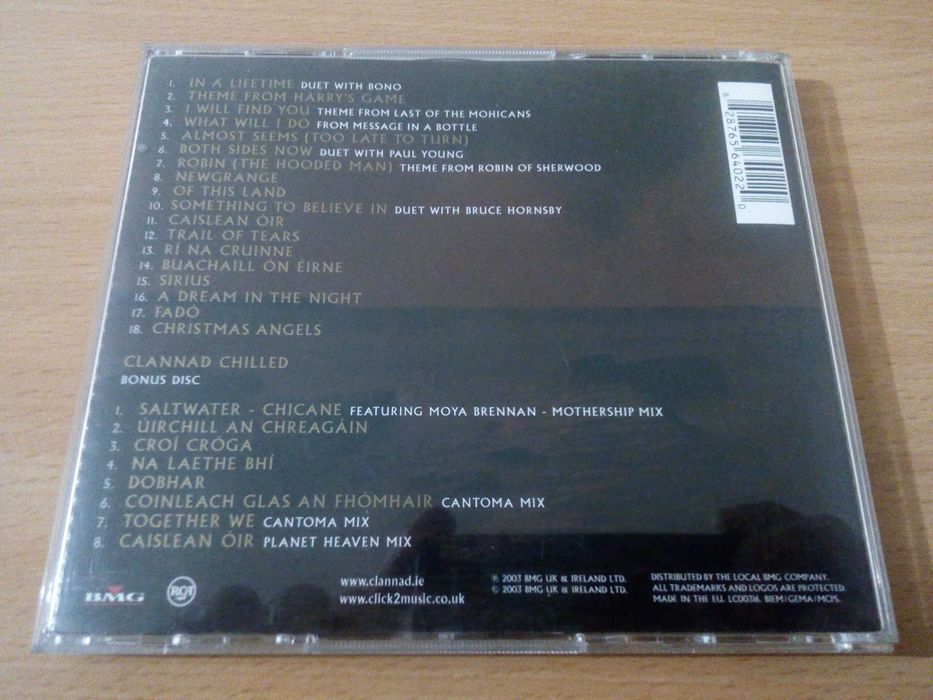 1. IN A LIFETIME DUET WITH BONO
2. THEME FROM HARRY'S GAME
3. I WILL FIND YOU THEME FROM LAST OF THE MOHICANS
4. WHAT WILL I DO FROM MESSAGE IN A BOTTLE
5. ALMOST SEEMS (TOO LATE TO TURN)
6. BOTH SIDES NOW DUET WITH PAUL YOUNG
7. ROBIN (THE HOODED MAN) THEME FROM ROBIN OF SHERWOOD
8. NEWGRANGE
9. OF THIS LAND
10. SOMETHING TO BELIEVE IN DUET WITH BRUCE HORNSBY
11. CAISLEAN ÓIR
12. TRAIL OF TEARS
13. RÍ NA CRUINNE
14. BUACHAILL ÓN ÉIRNE
15. SIRIUS
16. A DREAM IN THE NIGHT
17. FADÓ
18. CHRISTMAS ANGELS
CLANNAD CHILLED
BONUS DISC
1. SALTWATER - CHICANE FEATURING MOYA BRENNAN - MOTHERSHIP MIX
2. ÚIRCHILL AN CHREAGÁIN
3. CROÍ CRÓGA
4. NA LAETHE BHÍ
5. DOBHAR
6. COINLEACH GLAS AN FHÓMHAIR CANTOMA MIX
7. TOGETHER WE CANTOMA MIX
8. CAISLEAN ÓIR PLANET HEAVEN MIX
8 28765 64022 0
BMG
RCA
www.clannad.ie
www.click2music.co.uk
℗ 2003 BMG UK & IRELAND LTD.
© 2003 BMG UK & IRELAND LTD.
DISTRIBUTED BY THE LOCAL BMG COMPANY.
ALL TRADEMARKS AND LOGOS ARE PROTECTED.
MADE IN THE EU. LC00316. BIEM/GEMA/MCPS.